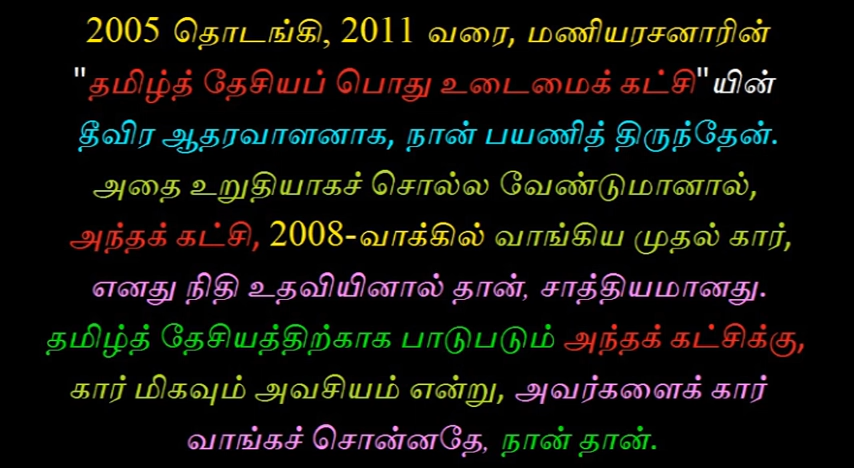 2005 தொடங்கி, 2011 வரை, மணியரசனாரின்
"தமிழ்த் தேசியப் பொது உடைமைக் கட்சி"யின்
தீவிர ஆதரவாளனாக, நான் பயணித் திருந்தேன்.
அதை உறுதியாகச் சொல்ல வேண்டுமானால்,
அந்தக் கட்சி, 2008-வாக்கில் வாங்கிய முதல் கார்,
எனது நிதி உதவியினால் தான், சாத்தியமானது.
தமிழ்த் தேசியத்திற்காக பாடுபடும் அந்தக் கட்சிக்கு,
கார் மிகவும் அவசியம் என்று, அவர்களைக் கார்
வாங்கச் சொன்னதே, நான் தான்.